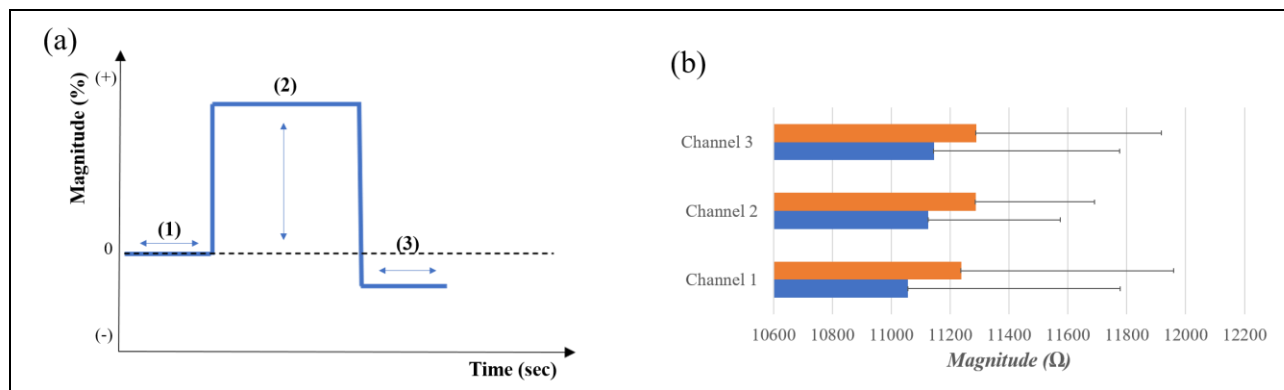 (a)
(+)
Magnitude (%)
(2)
(1)
0
(3)
(-)
Time (sec)
(b)
Channel 3
Channel 2
Channel 1
10600 10800 11000 11200 11400 11600 11800 12000 12200
Magnitude (Ω)